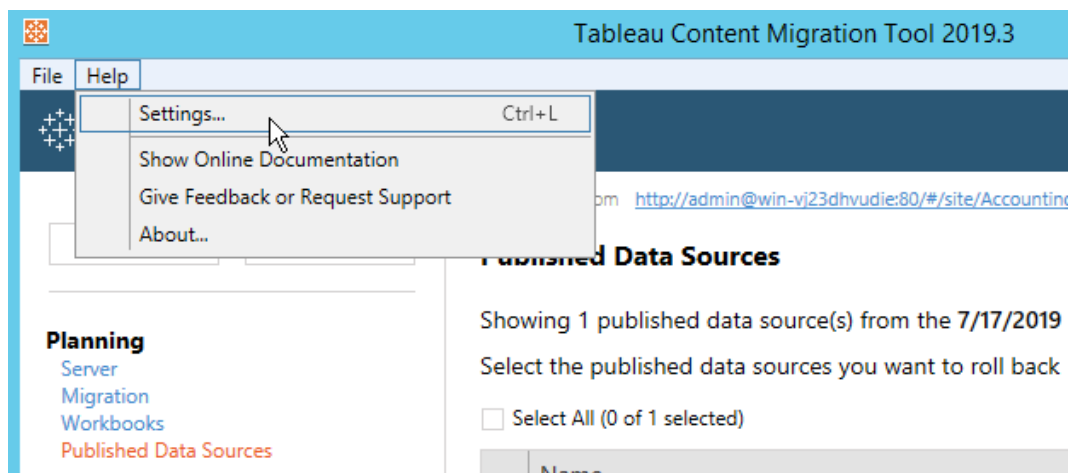 Tableau Content Migration Tool 2019.3
File Help
Settings... Ctrl+L
Show Online Documentation
Give Feedback or Request Support
About...
http://admin@win-vj23dhvudie:80/#/site/Accounting
Published Data Sources
Showing 1 published data source(s) from the 7/17/2019
Select the published data sources you want to roll back
Select All (0 of 1 selected)
Name
Planning
Server
Migration
Workbooks
Published Data Sources